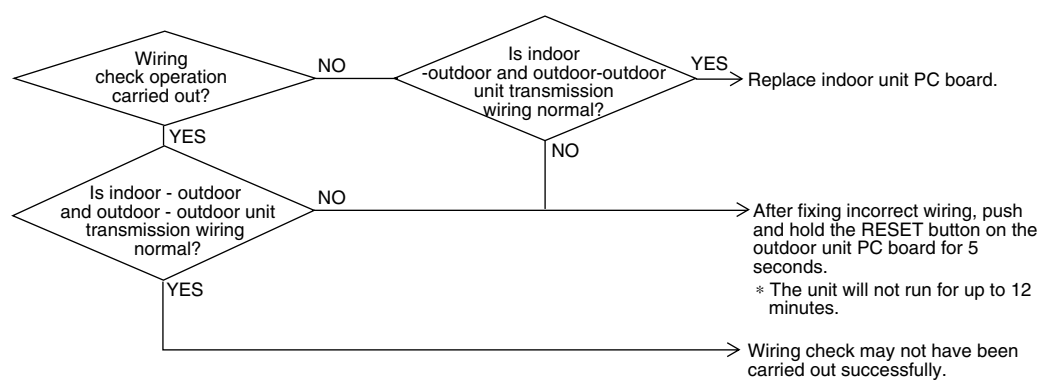 Wiring
check operation
carried out?
NO
Is indoor
-outdoor and outdoor-outdoor
unit transmission
wiring normal?
YES
Replace indoor unit PC board.
YES
NO
Is indoor - outdoor
and outdoor - outdoor unit
transmission wiring
normal?
NO
After fixing incorrect wiring, push
and hold the RESET button on the
outdoor unit PC board for 5
seconds.
* The unit will not run for up to 12
minutes.
YES
Wiring check may not have been
carried out successfully.